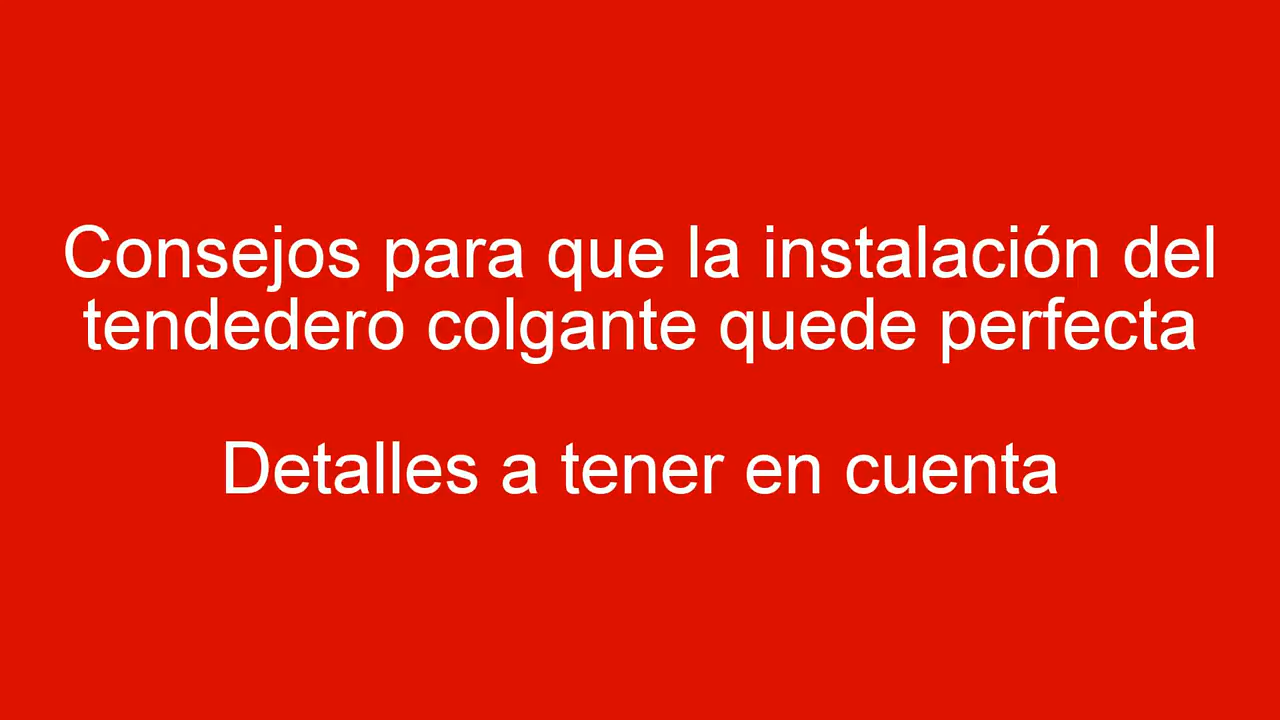 Consejos para que la instalación del
tendedero colgante quede perfecta
Detalles a tener en cuenta